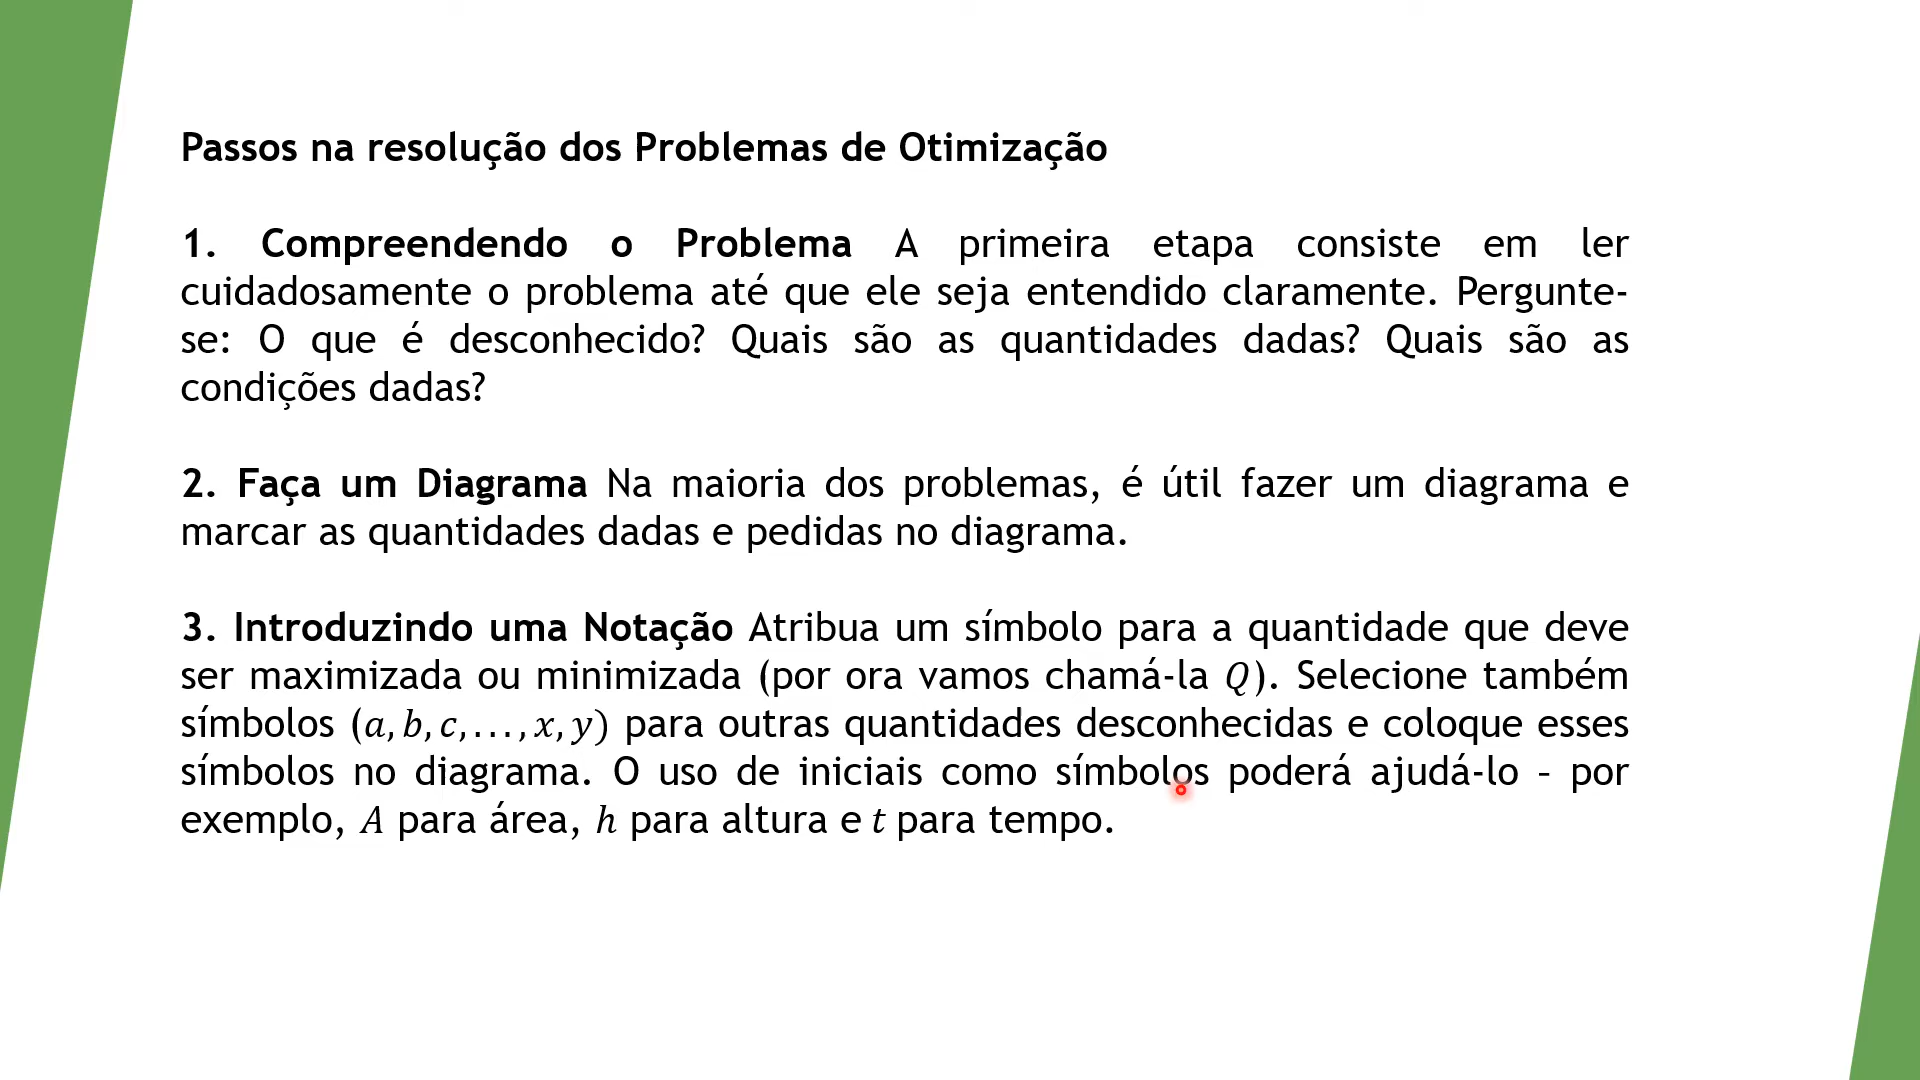 Passos na resolução dos Problemas de Otimização
1. Compreendendo o Problema A primeira etapa consiste em ler
cuidadosamente o problema até que ele seja entendido claramente. Pergunte-
se: O que é desconhecido? Quais são as quantidades dadas? Quais são as
condições dadas?
2. Faça um Diagrama Na maioria dos problemas, é útil fazer um diagrama e
marcar as quantidades dadas e pedidas no diagrama.
3. Introduzindo uma Notação Atribua um símbolo para a quantidade que deve
ser maximizada ou minimizada (por ora vamos chamá-la Q). Selecione também
símbolos (a, b, c, . . . , x, y) para outras quantidades desconhecidas e coloque esses
símbolos no diagrama. O uso de iniciais como símbolos poderá ajudá-lo – por
exemplo, A para área, h para altura e t para tempo.